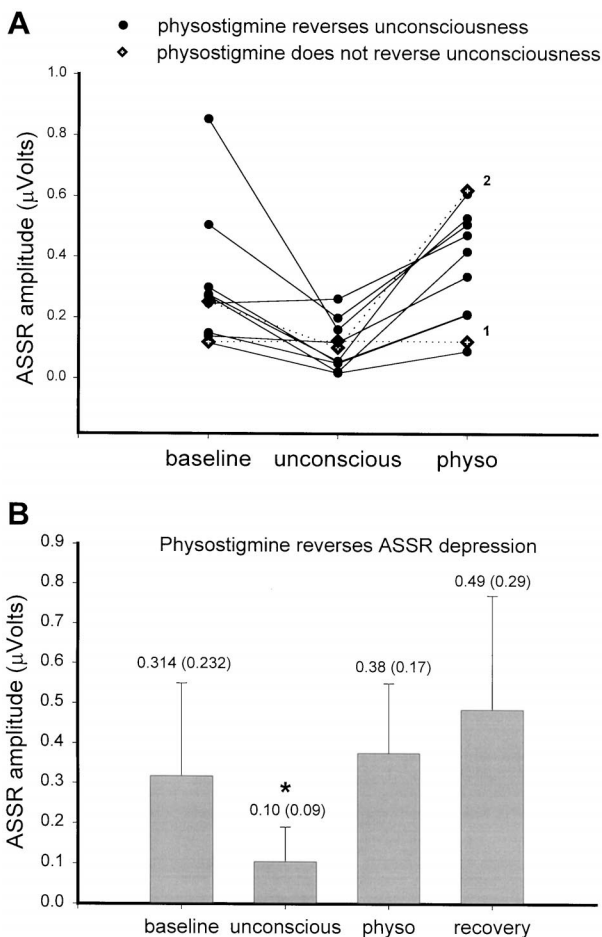 A
physostigmine reverses unconsciousness
physostigmine does not reverse unconsciousness
1.0
0.8
0.6
0.4
0.2
0.0
ASSR amplitude (μVolts)
2
1
baseline unconscious physo
B
Physostigmine reverses ASSR depression
0.9
0.8
0.7
0.6
0.5
0.4
0.3
0.2
0.1
0.0
ASSR amplitude (μVolts)
0.314 (0.232)
*
0.10 (0.09)
0.38 (0.17)
0.49 (0.29)
baseline unconscious physo recovery